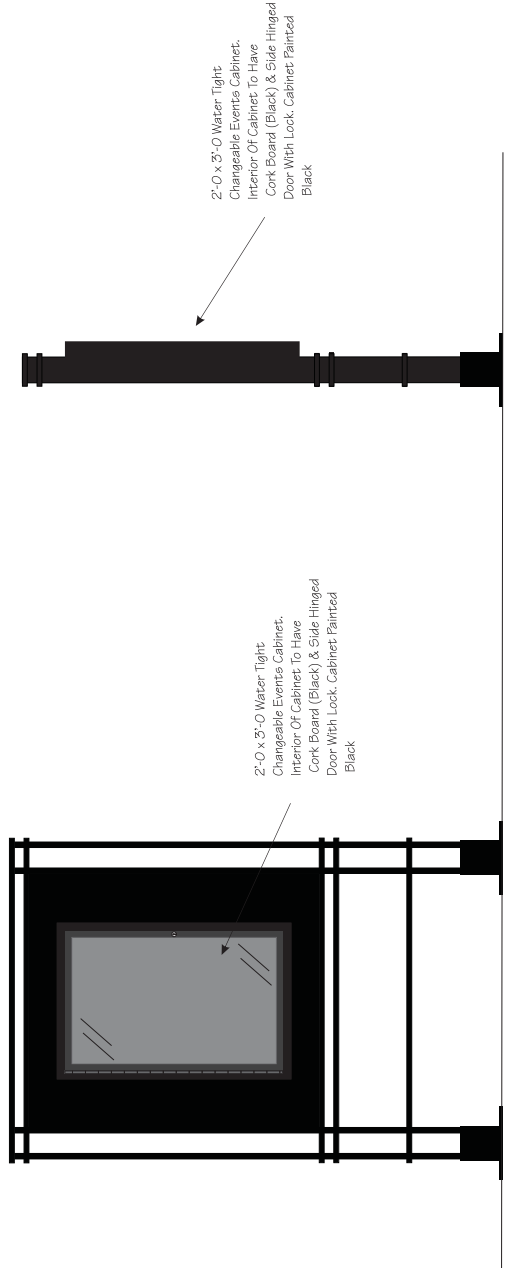 2'-0 x 3'-0 Water Tight
Changeable Events Cabinet.
Interior Of Cabinet To Have
Cork Board (Black) & Side Hinged
Door With Lock. Cabinet Painted
Black
2'-0 x 3'-0 Water Tight
Changeable Events Cabinet.
Interior Of Cabinet To Have
Cork Board (Black) & Side Hinged
Door With Lock. Cabinet Painted
Black